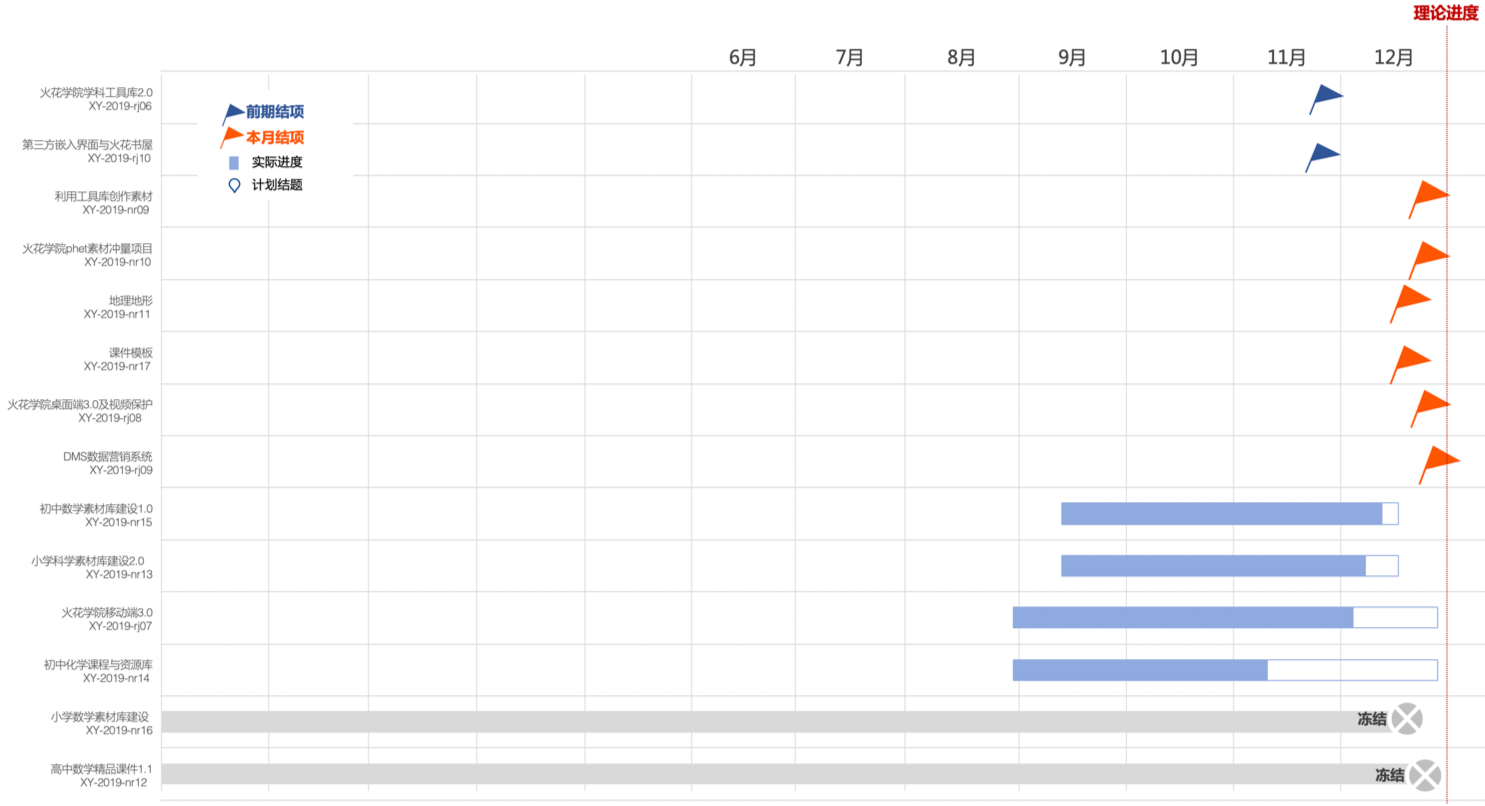 理论进度
6月 7月 8月 9月 10月 11月 12月
火花学院学科工具库2.0
XY-2019-rj06
前期结项
本月结项
实际进度
计划结题
第三方嵌入界面与火花书屋
XY-2019-rj10
利用工具库创作素材
XY-2019-nr09
火花学院phet素材冲量项目
XY-2019-nr10
地理地形
XY-2019-nr11
课件模板
XY-2019-nr17
火花学院桌面端3.0及视频保护
XY-2019-rj08
DMS数据营销系统
XY-2019-rj09
初中数学素材库建设1.0
XY-2019-nr15
小学科学素材库建设2.0
XY-2019-nr13
火花学院移动端3.0
XY-2019-rj07
初中化学课程与资源库
XY-2019-nr14
小学数学素材库建设
XY-2019-nr16
冻结
高中数学精品课件1.1
XY-2019-nr12
冻结